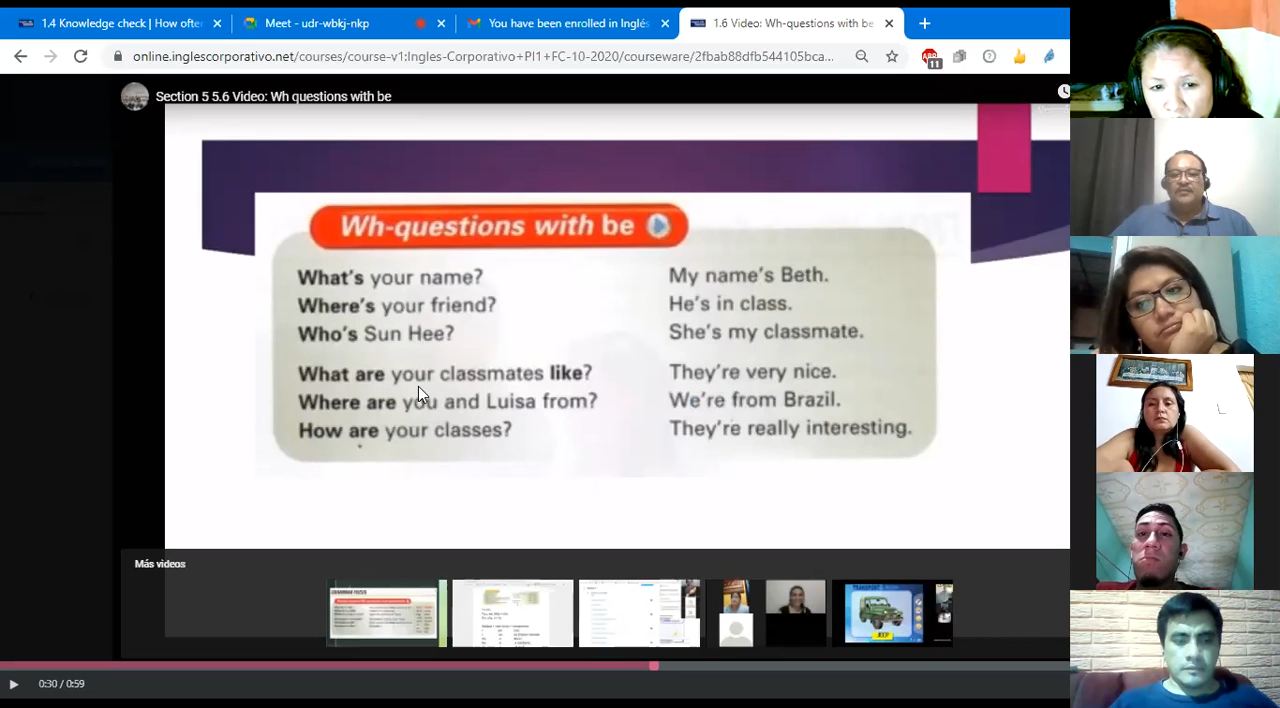 1.4 Knowledge check | How ofte
Meet - udr-wbkj-nkp
You have been enrolled in Inglés
1.6 Video: Wh-questions with be
online.inglescorporativo.net/courses/course-v1:Ingles-Corporativo+PI1+FC-10-2020/courseware/2fbab88dfb544105bca...
11
Section 5 5.6 Video: Wh questions with be
Wh-questions with be
What's your name? My name's Beth.
Where's your friend? He's in class.
Who's Sun Hee? She's my classmate.
What are your classmates like? They're very nice.
Where are you and Luisa from? We're from Brazil.
How are your classes? They're really interesting.
Más videos
JEEP
0:30 / 0:59